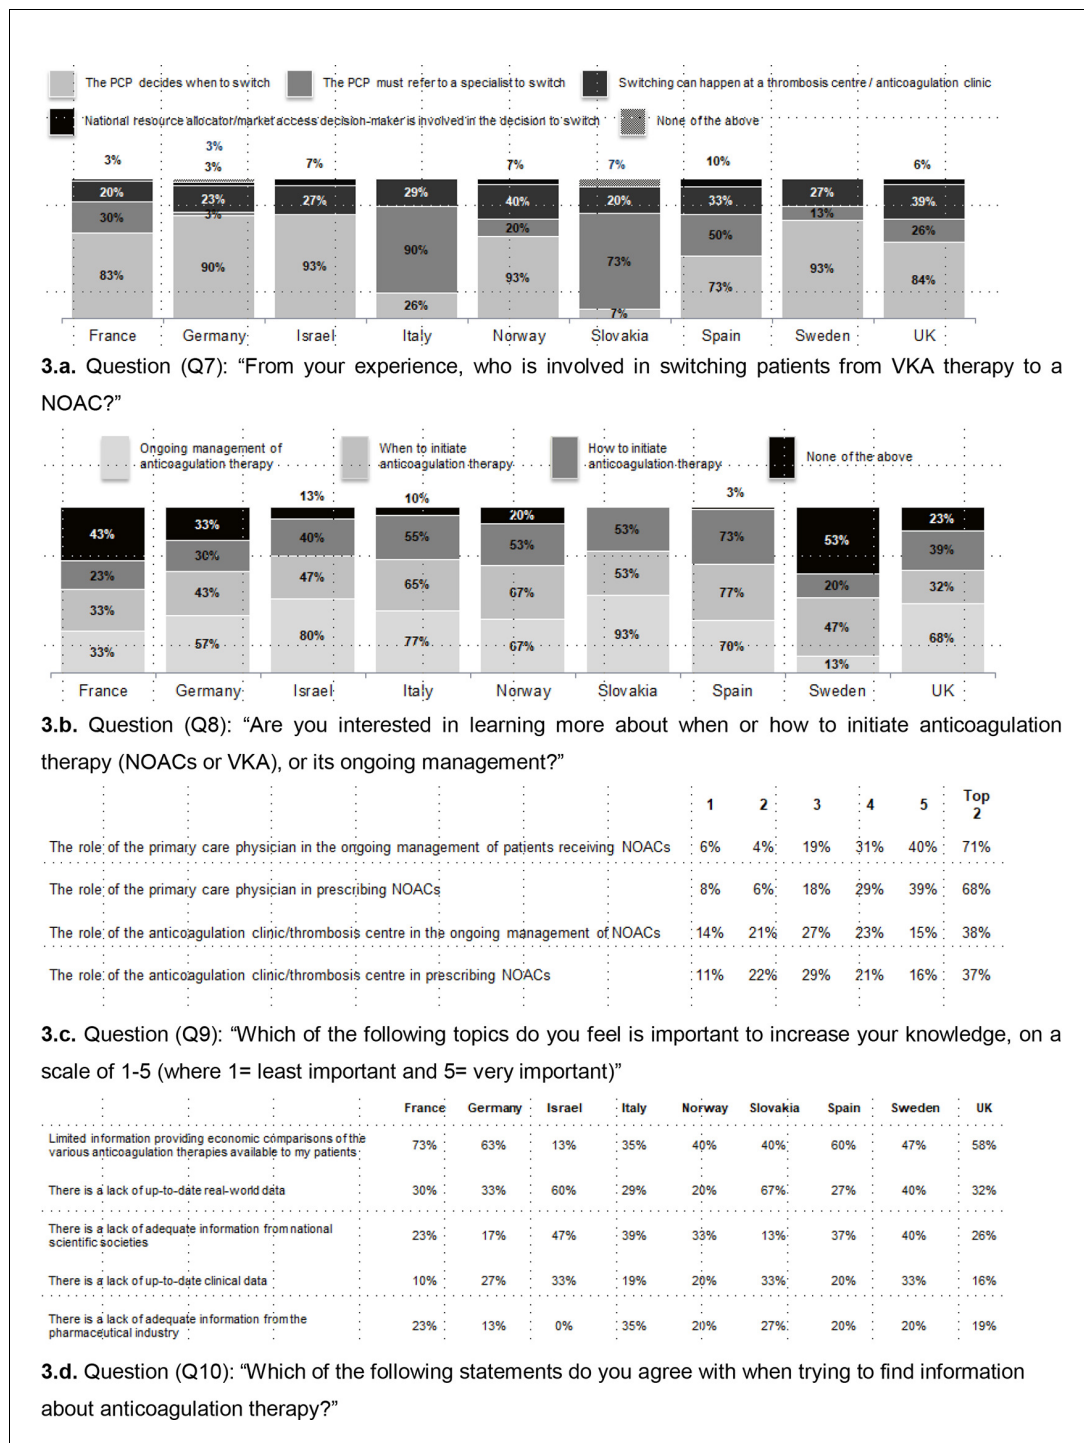 The PCP decides when to switch The PCP must refer to a specialist to switch Switching can happen at a thrombosis centre / anticoagulation clinic
National resource allocator/market access decision-maker is involved in the decision to switch None of the above
3%
3% 3% 7% 7% 7% 10% 6%
20% 23% 27% 29% 40% 20% 33% 27% 39%
30% 3% 90% 20% 73% 50% 13% 26%
83% 90% 93% 26% 93% 7% 73% 93% 84%
France Germany Israel Italy Norway Slovakia Spain Sweden UK
3.a. Question (Q7): “From your experience, who is involved in switching patients from VKA therapy to a
NOAC?”
Ongoing management of anticoagulation therapy When to initiate anticoagulation therapy How to initiate anticoagulation therapy None of the above
13% 10% 3%
43% 33% 20% 53% 23%
23% 30% 40% 55% 53% 53% 73% 20% 39%
33% 43% 47% 65% 67% 53% 77% 47% 32%
33% 57% 80% 77% 67% 93% 70% 13% 68%
France Germany Israel Italy Norway Slovakia Spain Sweden UK
3.b. Question (Q8): “Are you interested in learning more about when or how to initiate anticoagulation
therapy (NOACs or VKA), or its ongoing management?”
1 2 3 4 5 Top 2
The role of the primary care physician in the ongoing management of patients receiving NOACs 6% 4% 19% 31% 40% 71%
The role of the primary care physician in prescribing NOACs 8% 6% 18% 29% 39% 68%
The role of the anticoagulation clinic/thrombosis centre in the ongoing management of NOACs 14% 21% 27% 23% 15% 38%
The role of the anticoagulation clinic/thrombosis centre in prescribing NOACs 11% 22% 29% 21% 16% 37%
3.c. Question (Q9): “Which of the following topics do you feel is important to increase your knowledge, on a
scale of 1-5 (where 1= least important and 5= very important)”
France Germany Israel Italy Norway Slovakia Spain Sweden UK
Limited information providing economic comparisons of the
various anticoagulation therapies available to my patients 73% 63% 13% 35% 40% 40% 60% 47% 58%
There is a lack of up-to-date real-world data 30% 33% 60% 29% 20% 67% 27% 40% 32%
There is a lack of adequate information from national
scientific societies 23% 17% 47% 39% 33% 13% 37% 40% 26%
There is a lack of up-to-date clinical data 10% 27% 33% 19% 20% 33% 20% 33% 16%
There is a lack of adequate information from the
pharmaceutical industry 23% 13% 0% 35% 20% 27% 20% 20% 19%
3.d. Question (Q10): “Which of the following statements do you agree with when trying to find information
about anticoagulation therapy?”